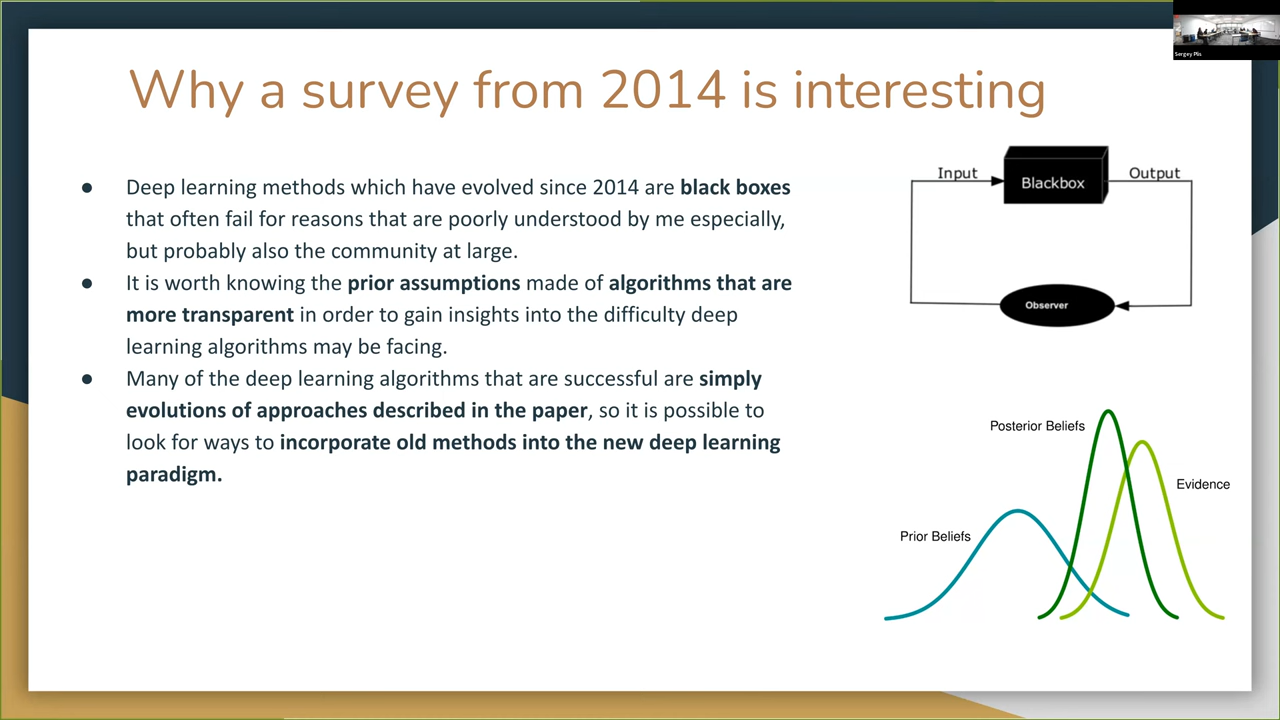 Sergey Plis
Why a survey from 2014 is interesting
● Deep learning methods which have evolved since 2014 are black boxes
that often fail for reasons that are poorly understood by me especially,
but probably also the community at large.
● It is worth knowing the prior assumptions made of algorithms that are
more transparent in order to gain insights into the difficulty deep
learning algorithms may be facing.
● Many of the deep learning algorithms that are successful are simply
evolutions of approaches described in the paper, so it is possible to
look for ways to incorporate old methods into the new deep learning
paradigm.
Input
Blackbox
Output
Observer
Posterior Beliefs
Evidence
Prior Beliefs